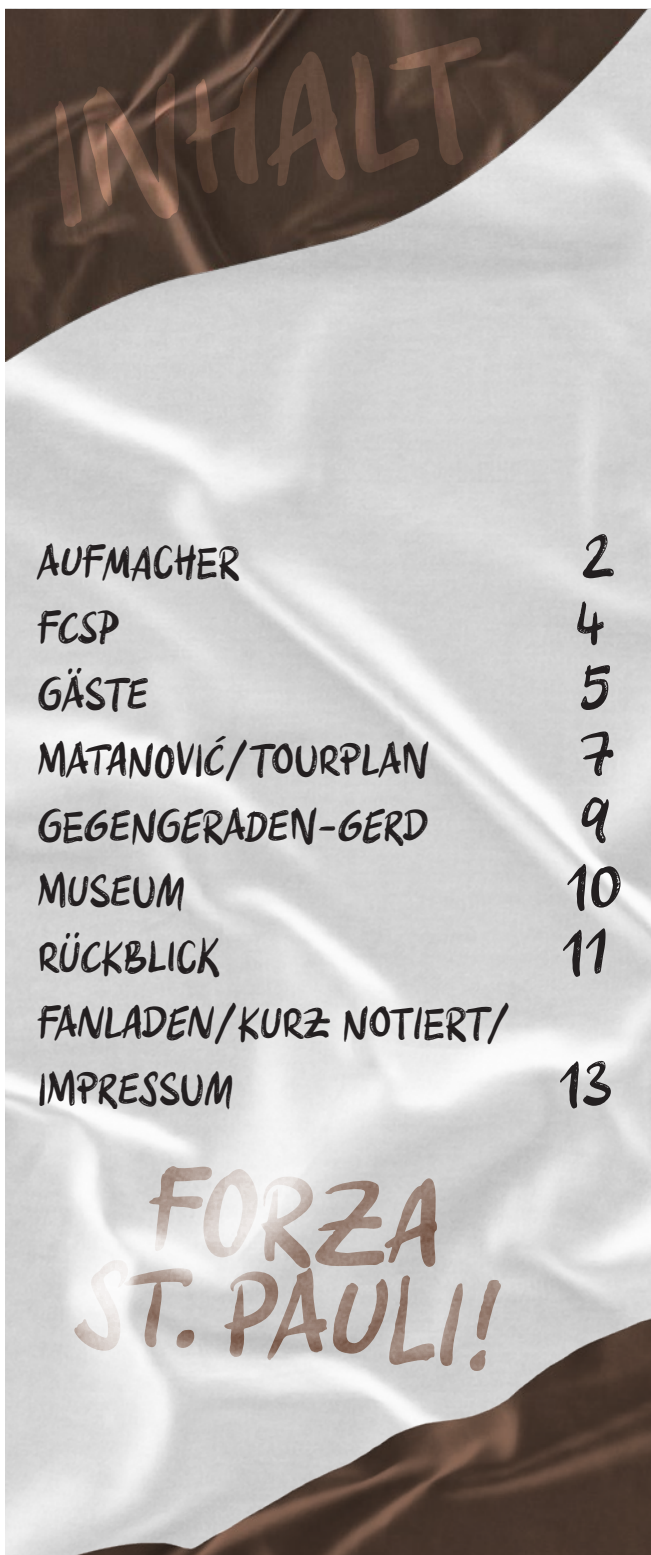 INHALT
AUFMACHER 2
FCSP 4
GÄSTE 5
MATANOVIĆ/TOURPLAN 7
GEGENGERADEN-GERD 9
MUSEUM 10
RÜCKBLICK 11
FANLADEN/KURZ NOTIERT/
IMPRESSUM 13
FORZA
ST. PAULI!